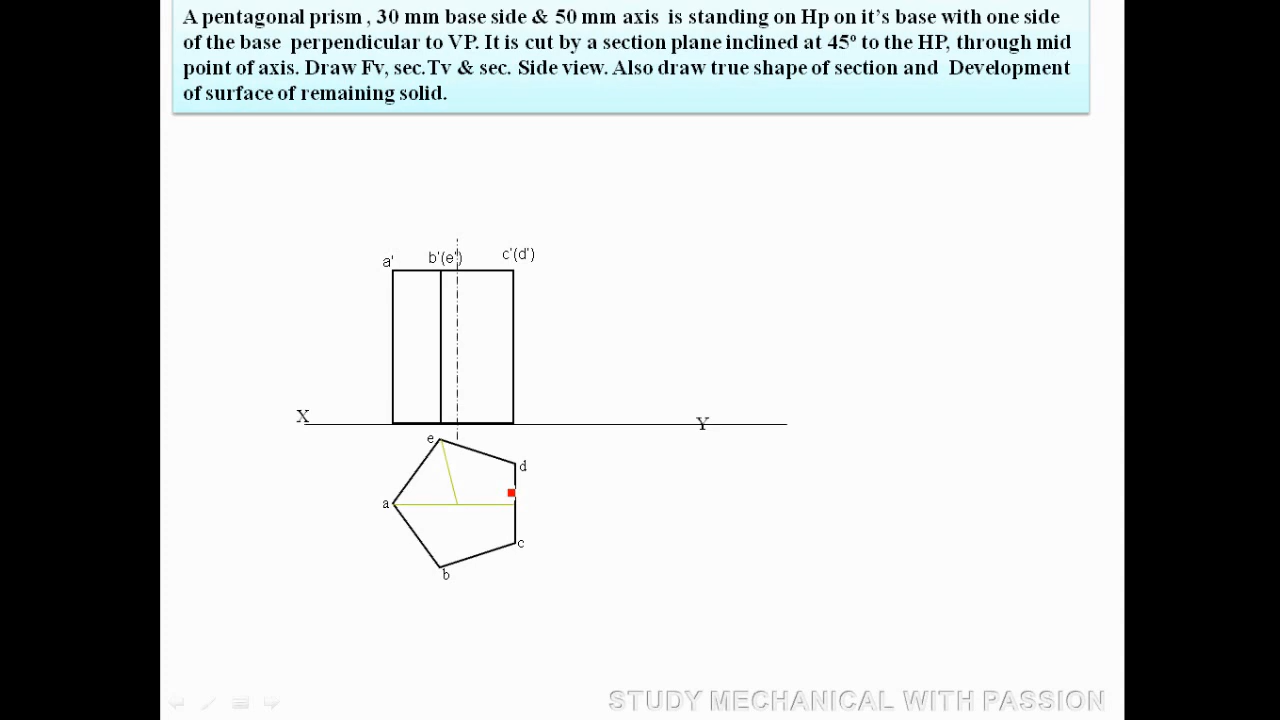 A pentagonal prism , 30 mm base side & 50 mm axis is standing on Hp on it's base with one side
of the base perpendicular to VP. It is cut by a section plane inclined at 45º to the HP, through mid
point of axis. Draw Fv, sec.Tv & sec. Side view. Also draw true shape of section and Development
of surface of remaining solid.
a' b'(e') c'(d')
X Y
e
d
a
c
b
STUDY MECHANICAL WITH PASSION